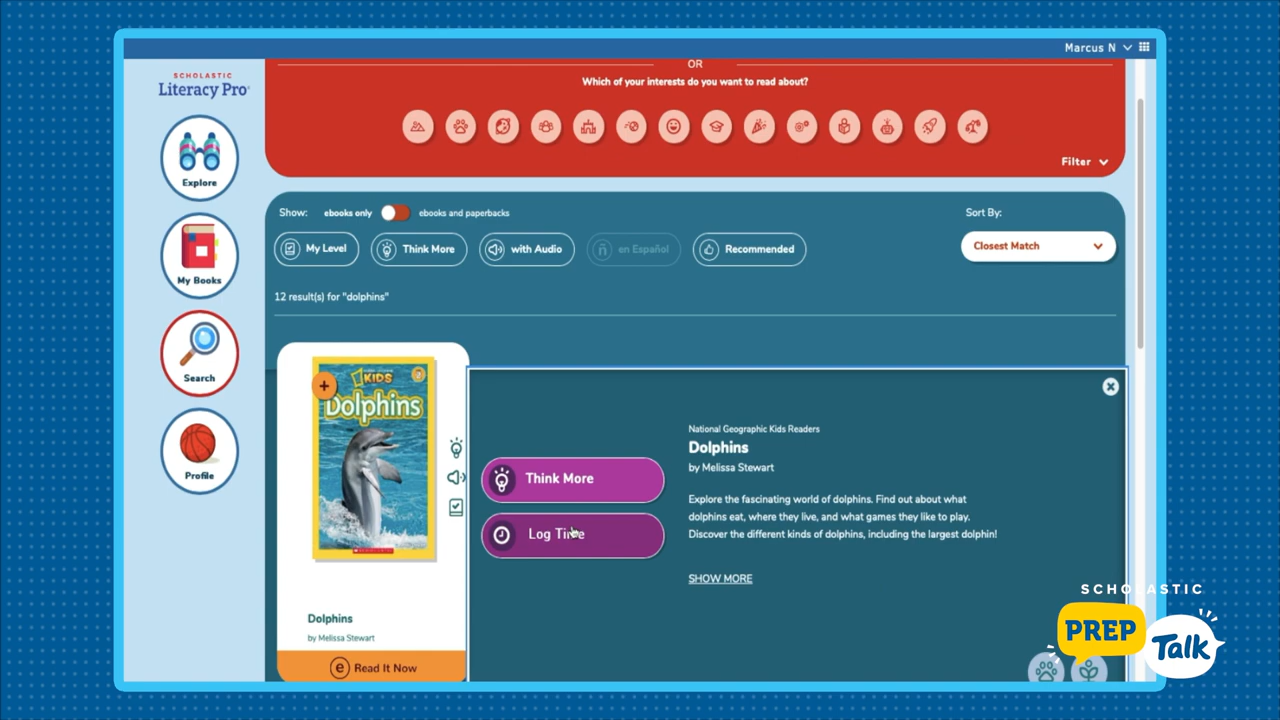 Marcus N
SCHOLASTIC
Literacy Pro
Explore
My Books
Search
Profile
OR
Which of your interests do you want to read about?
Filter
Show: ebooks only ebooks and paperbacks
Sort By:
My Level
Think More
with Audio
ñ en Español
Recommended
Closest Match
12 result(s) for "dolphins"
+
KIDS
Dolphins
Dolphins
by Melissa Stewart
e Read It Now
Think More
Log Time
National Geographic Kids Readers
Dolphins
by Melissa Stewart
Explore the fascinating world of dolphins. Find out about what
dolphins eat, where they live, and what games they like to play.
Discover the different kinds of dolphins, including the largest dolphin!
SHOW MORE
SCHOLASTIC
PREP
Talk